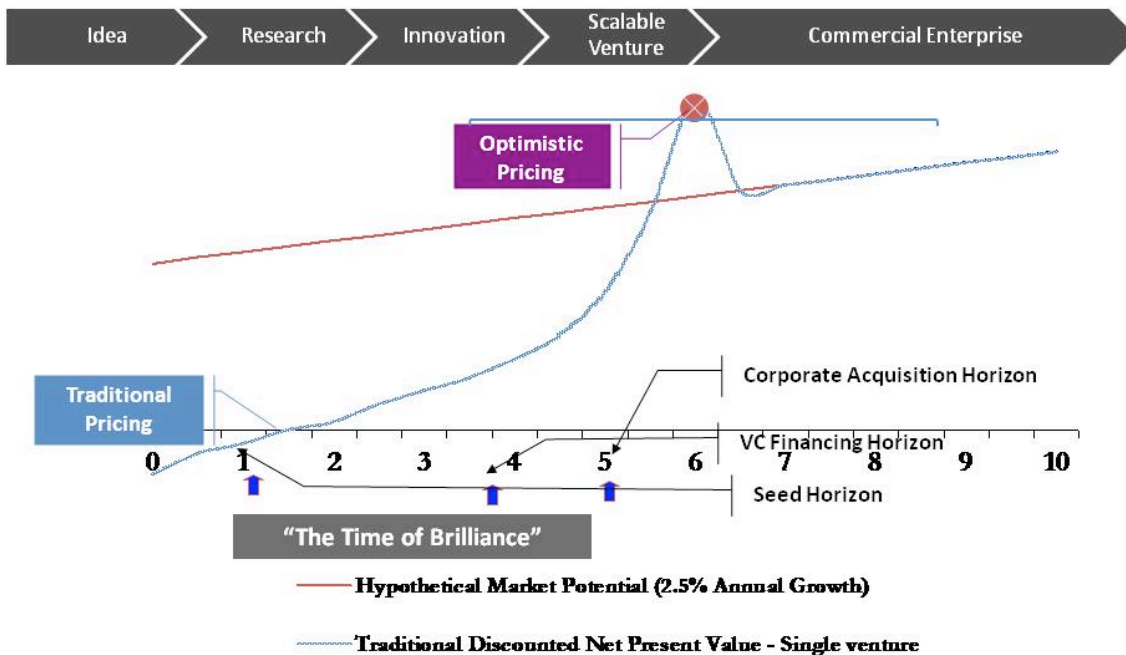 Idea
Research
Innovation
Scalable
Venture
Commercial Enterprise
Optimistic
Pricing
Traditional
Pricing
Corporate Acquisition Horizon
VC Financing Horizon
0 1 2 3 4 5 6 7 8 9 10
Seed Horizon
“The Time of Brilliance”
Hypothetical Market Potential (2.5% Annual Growth)
Traditional Discounted Net Present Value - Single venture